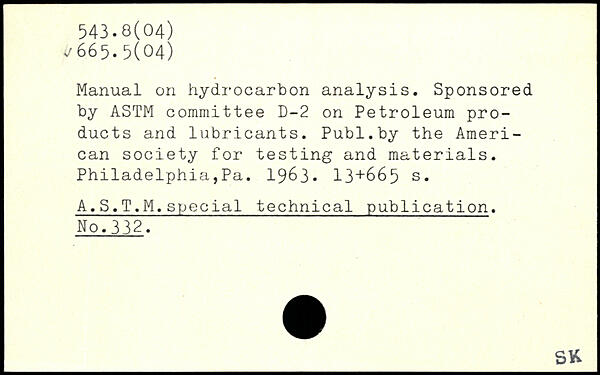 543.8(04)
✓665.5(04)
Manual on hydrocarbon analysis. Sponsored
by ASTM committee D-2 on Petroleum pro-
ducts and lubricants. Publ.by the Ameri-
can society for testing and materials.
Philadelphia,Pa. 1963. 13+665 s.
A.S.T.M.special technical publication.
No.332.
SK